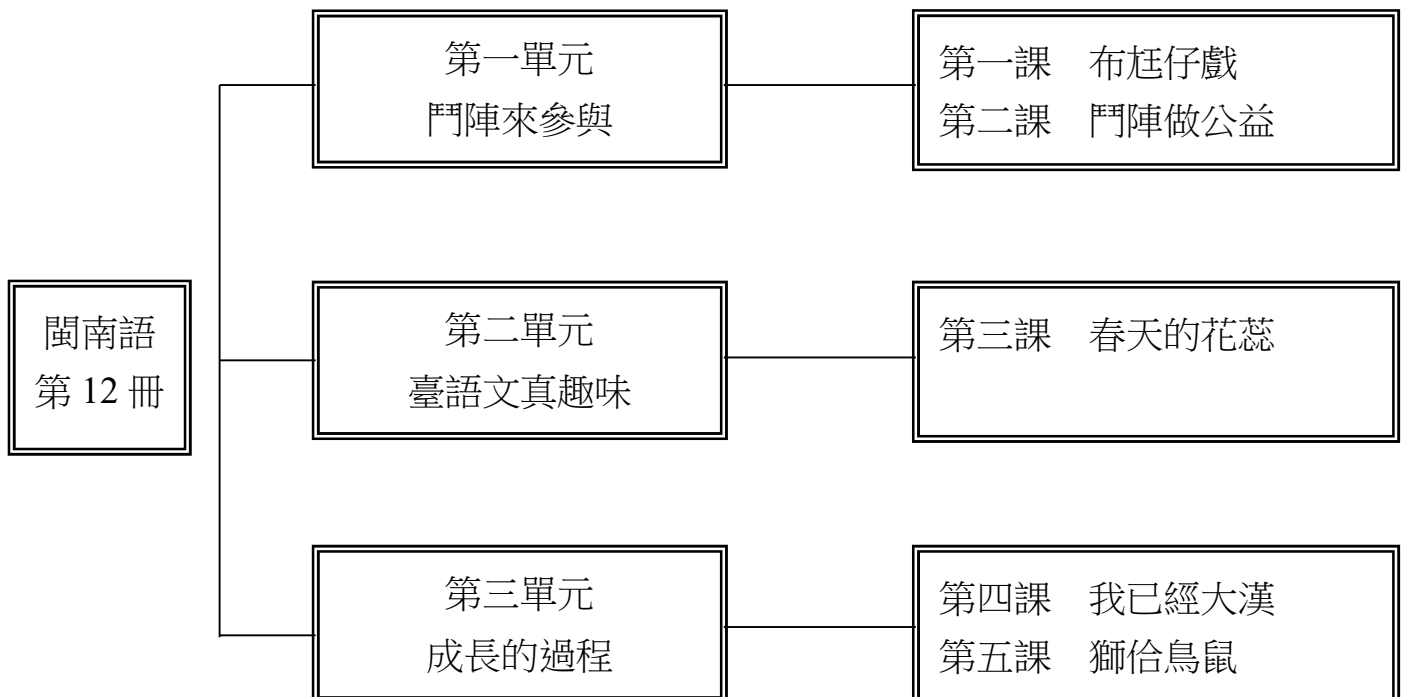 閩南語
第 12 冊
第一單元
鬥陣來參與
第一課 布尪仔戲
第二課 鬥陣做公益
第二單元
臺語文真趣味
第三課 春天的花蕊
第三單元
成長的過程
第四課 我已經大漢
第五課 獅佮鳥鼠